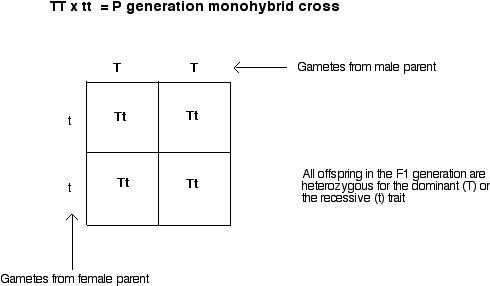 TT x tt = P generation monohybrid cross
T T
Gametes from male parent
t Tt Tt
t Tt Tt
All offspring in the F1 generation are
heterozygous for the dominant (T) or
the recessive (t) trait
Gametes from female parent